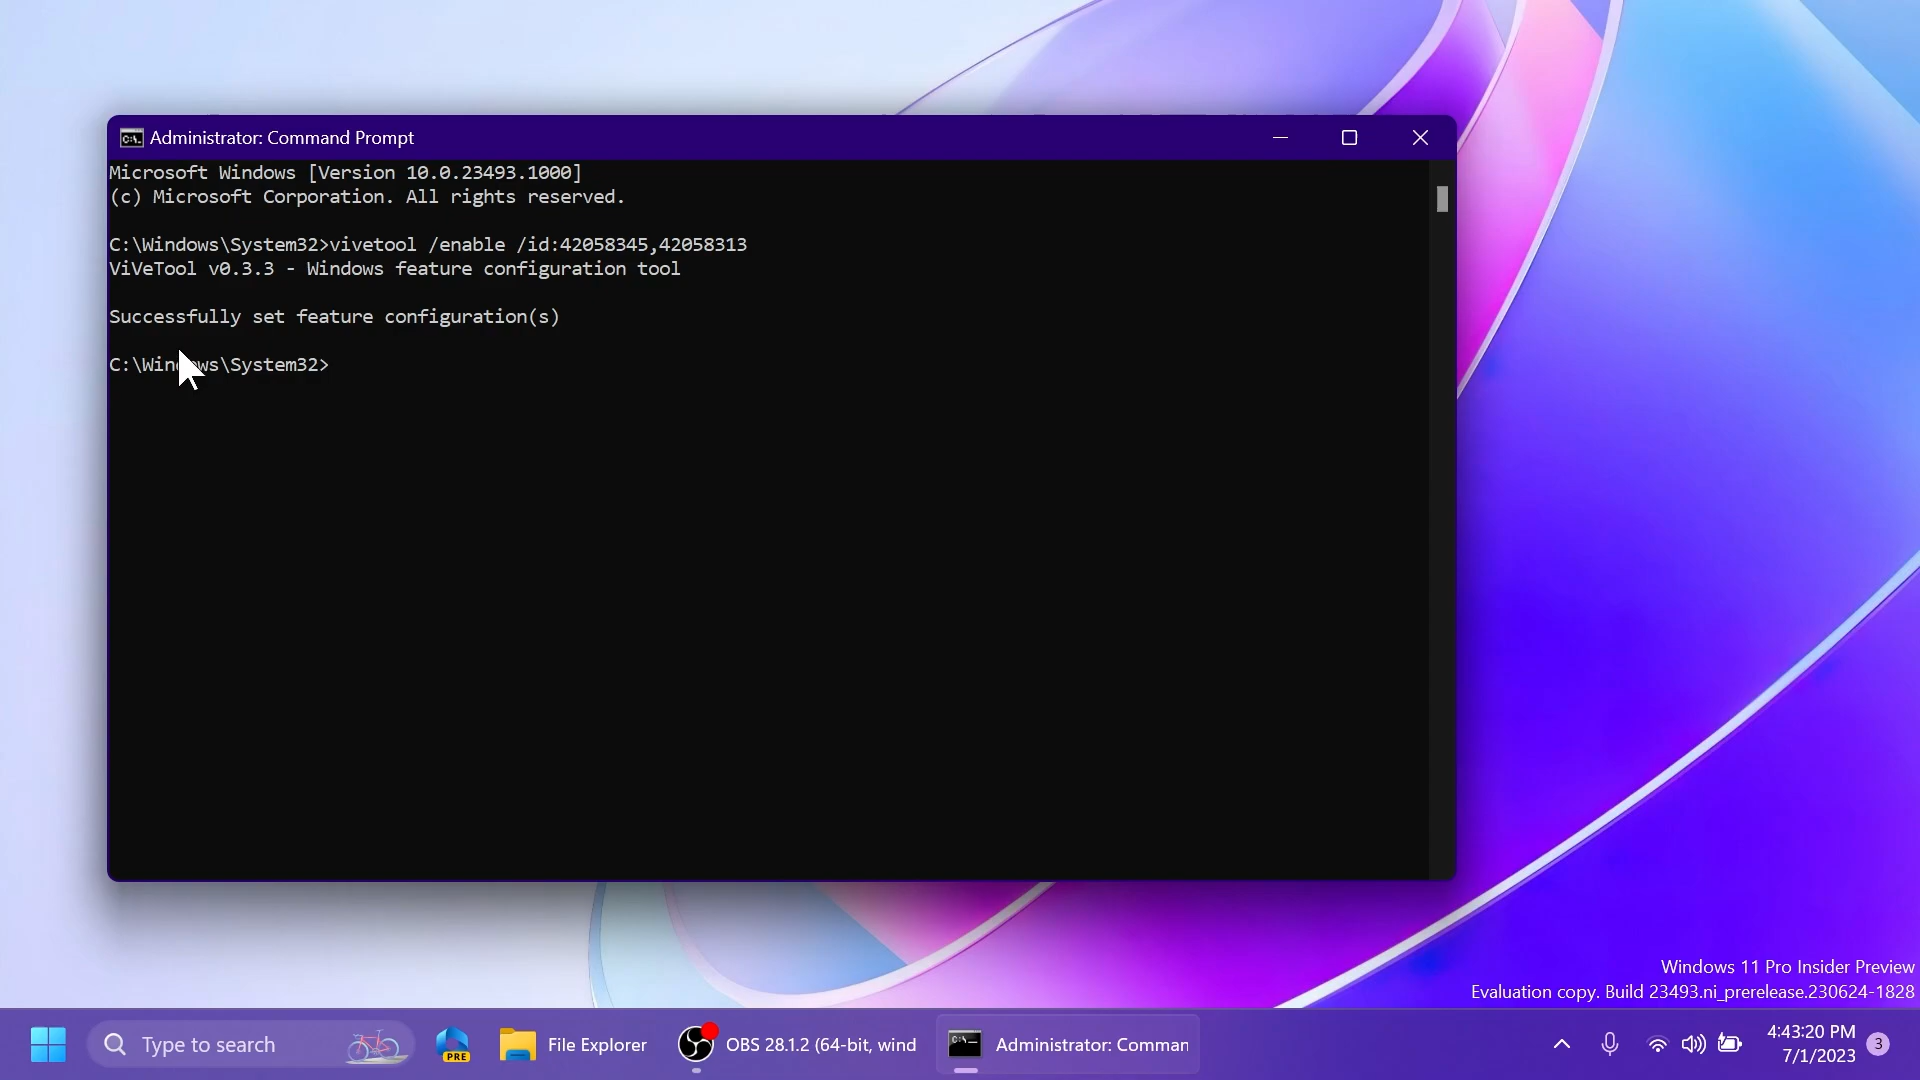 Administrator: Command Prompt
Microsoft Windows [Version 10.0.23493.1000]
(c) Microsoft Corporation. All rights reserved.
C:\Windows\System32>vivetool /enable /id:42058345,42058313
ViVeTool v0.3.3 - Windows feature configuration tool
Successfully set feature configuration(s)
C:\Windows\System32>
Windows 11 Pro Insider Preview
Evaluation copy. Build 23493.ni_prerelease.230624-1828
Type to search
PRE
File Explorer
OBS 28.1.2 (64-bit, wind
Administrator: Comman
4:43:20 PM
7/1/2023
3